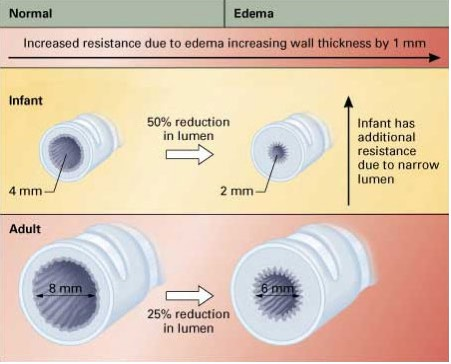 Normal
Edema
Increased resistance due to edema increasing wall thickness by 1 mm
Infant
50% reduction
in lumen
4 mm
2 mm
Infant has
additional
resistance
due to narrow
lumen
Adult
8 mm
25% reduction
in lumen
6 mm